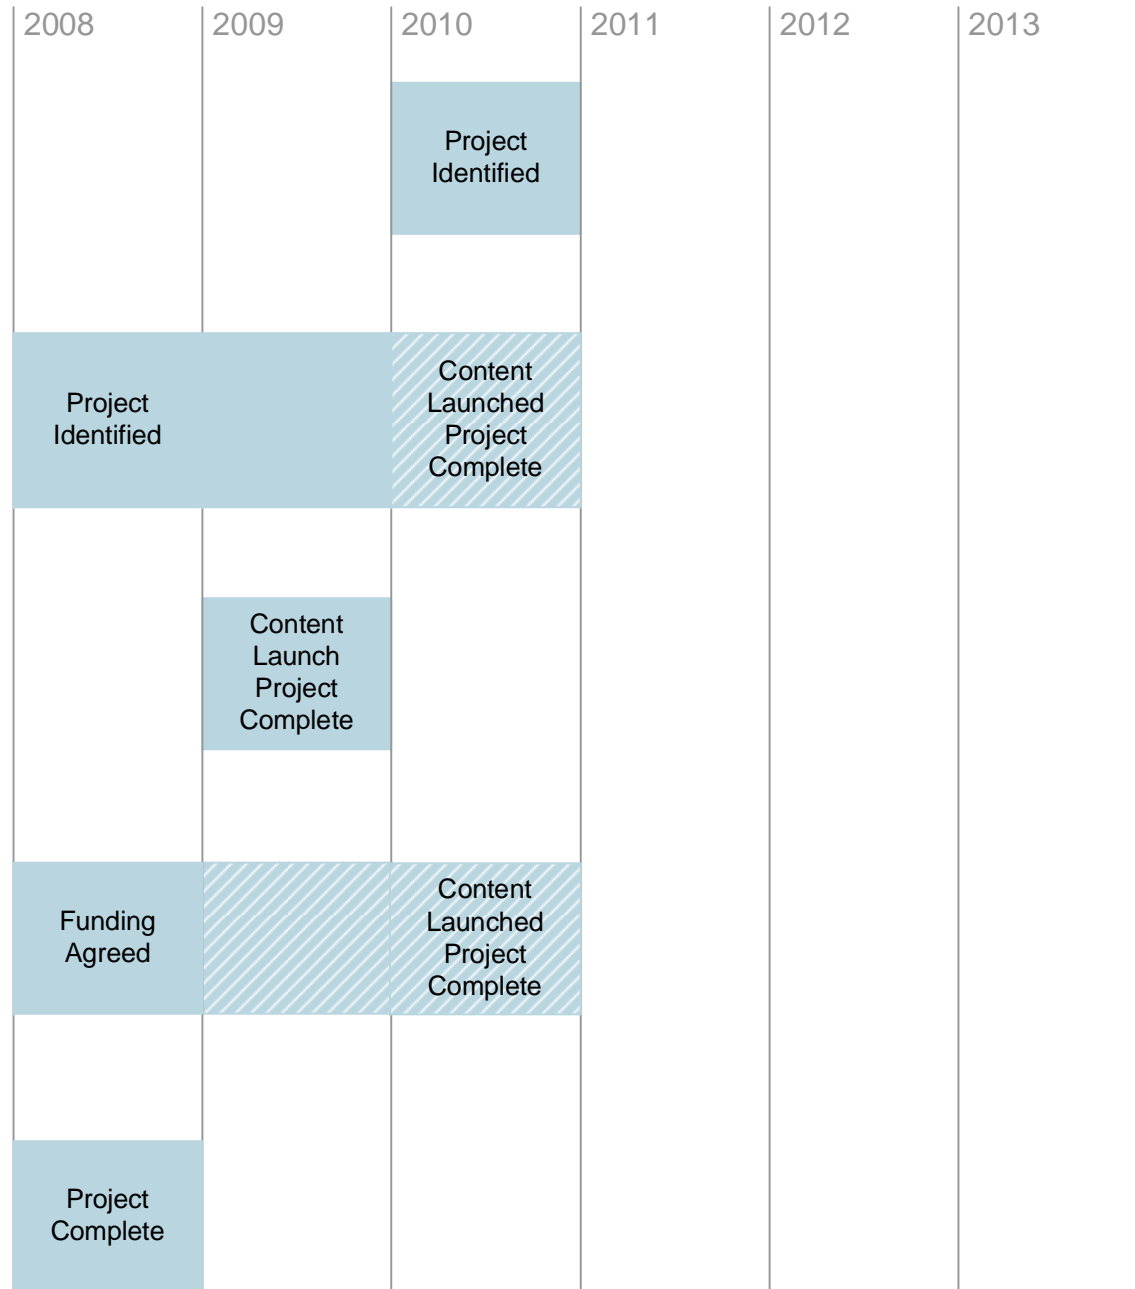 2008 2009 2010 2011 2012 2013
Project
Identified
Project
Identified
Content
Launched
Project
Complete
Content
Launch
Project
Complete
Funding
Agreed
Content
Launched
Project
Complete
Project
Complete